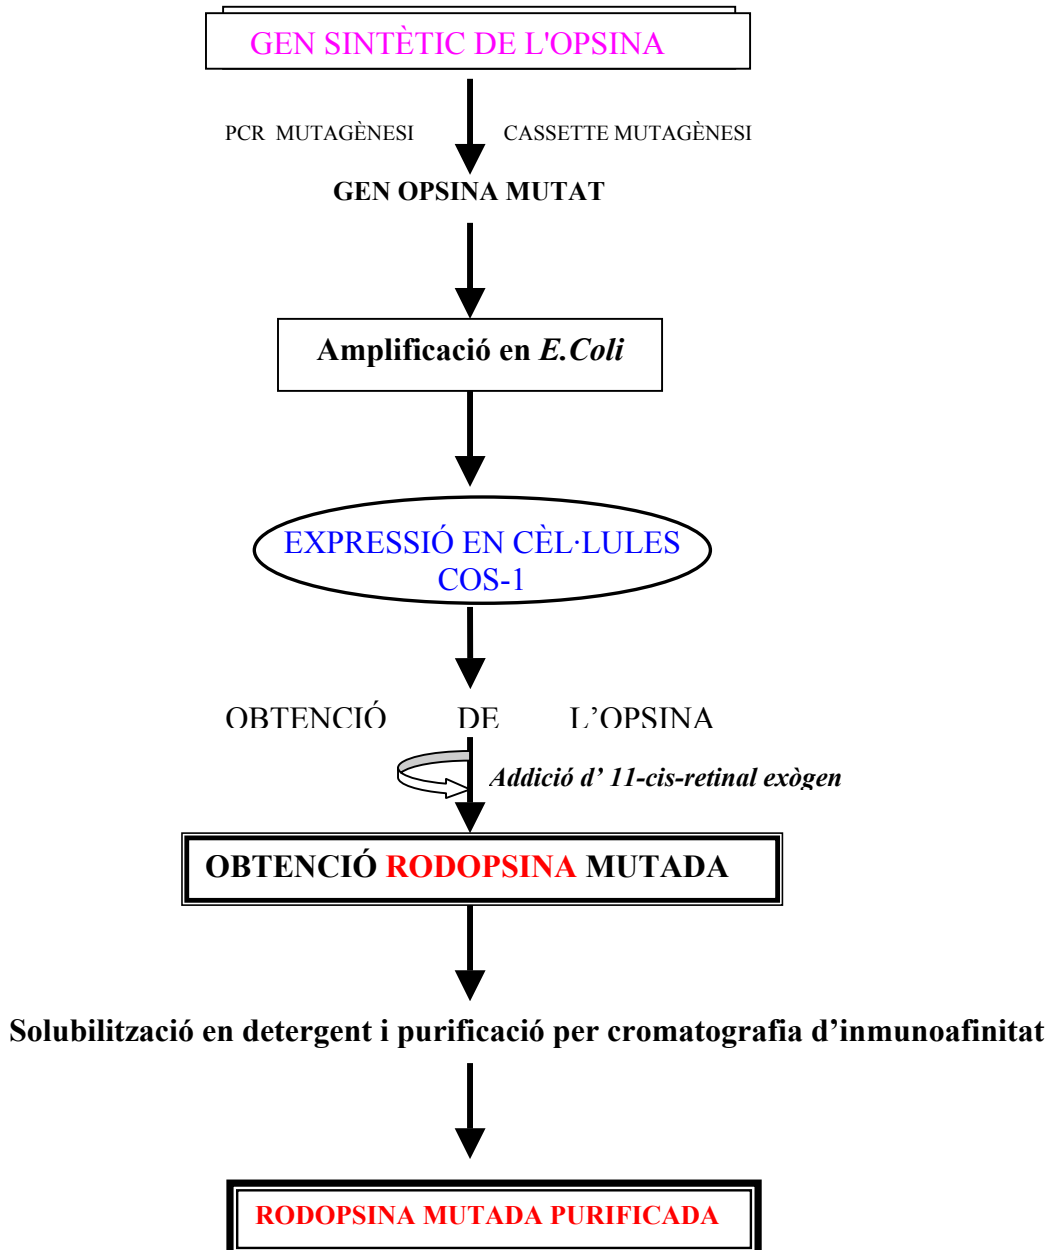 GEN SINTÈTIC DE L'OPSINA
PCR MUTAGÈNESI CASSETTE MUTAGÈNESI
GEN OPSINA MUTAT
Amplificació en E.Coli
EXPRESSIÓ EN CÈL·LULES
COS-1
OBTENCIÓ DE L’OPSINA
Addició d’ 11-cis-retinal exògen
OBTENCIÓ RODOPSINA MUTADA
Solubilització en detergent i purificació per cromatografia d’inmunoafinitat
RODOPSINA MUTADA PURIFICADA